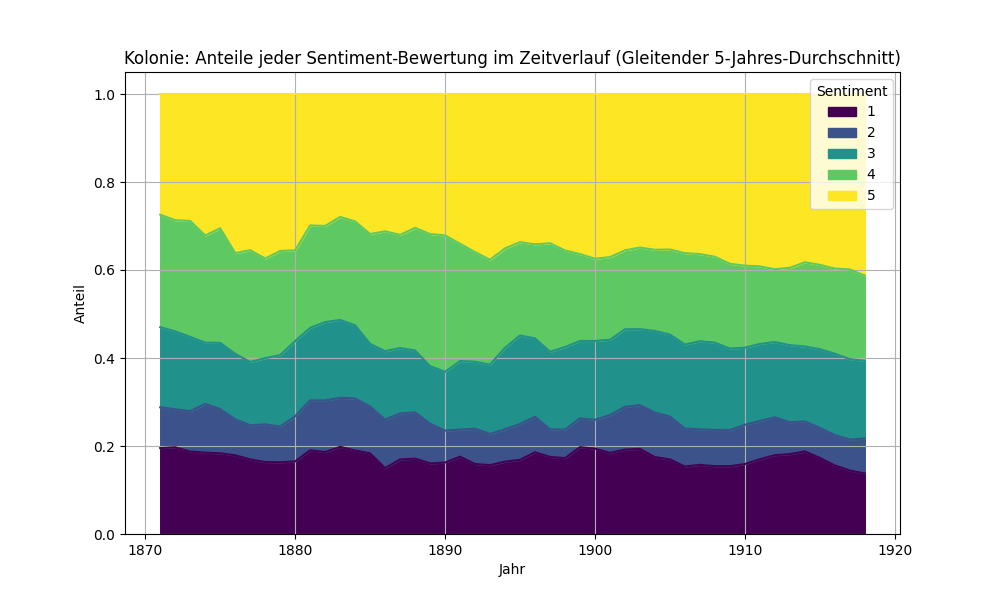 Kolonie: Anteile jeder Sentiment-Bewertung im Zeitverlauf (Gleitender 5-Jahres-Durchschnitt)
Sentiment
1
2
3
4
5
Anteil
1.0
0.8
0.6
0.4
0.2
0.0
1870 1880 1890 1900 1910 1920
Jahr